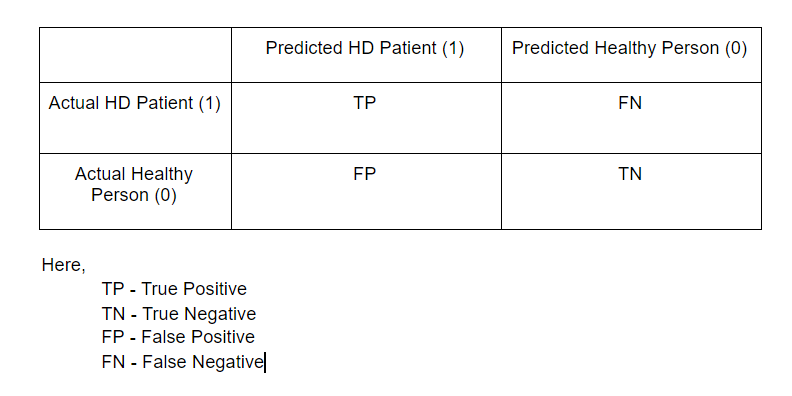 Predicted HD Patient (1) Predicted Healthy Person (0)
Actual HD Patient (1) TP FN
Actual Healthy FP TN
Person (0)
Here,
TP - True Positive
TN - True Negative
FP - False Positive
FN - False Negative